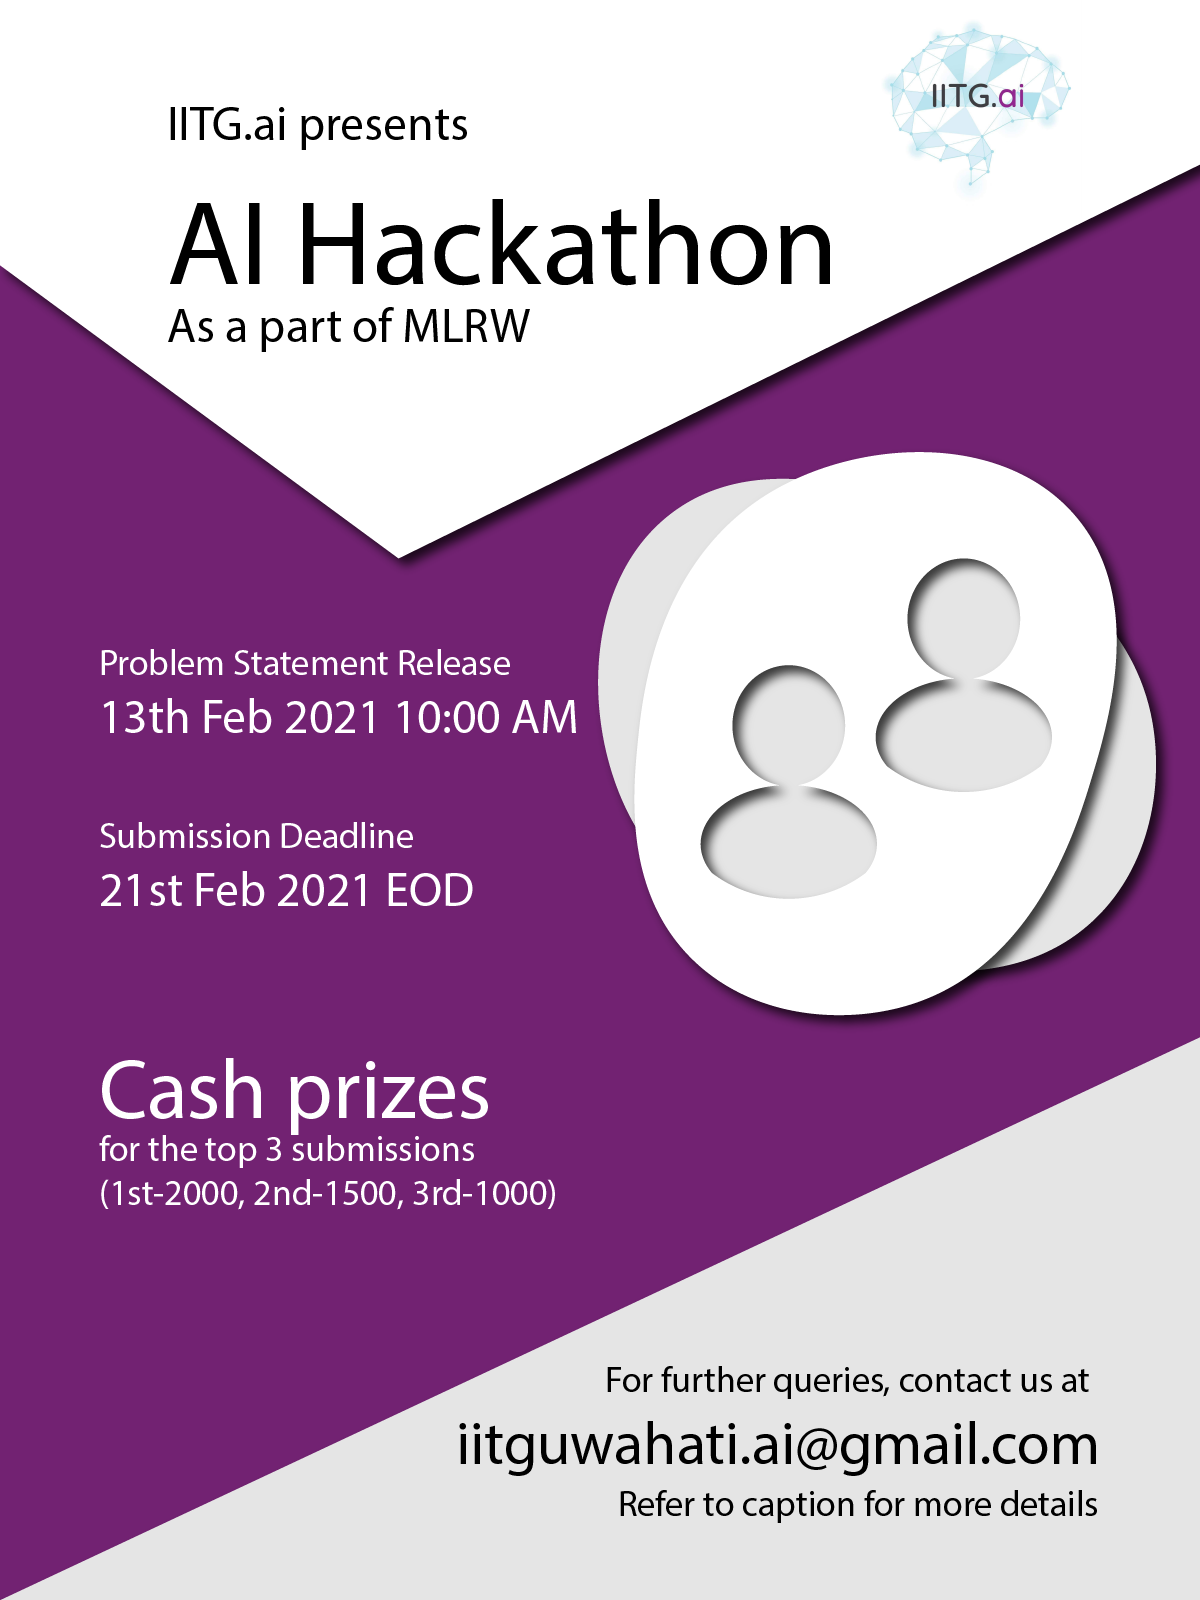 IITG.ai
IITG.ai presents
AI Hackathon
As a part of MLRW
Problem Statement Release
13th Feb 2021 10:00 AM
Submission Deadline
21st Feb 2021 EOD
Cash prizes
for the top 3 submissions
(1st-2000, 2nd-1500, 3rd-1000)
For further queries, contact us at
iitguwahati.ai@gmail.com
Refer to caption for more details